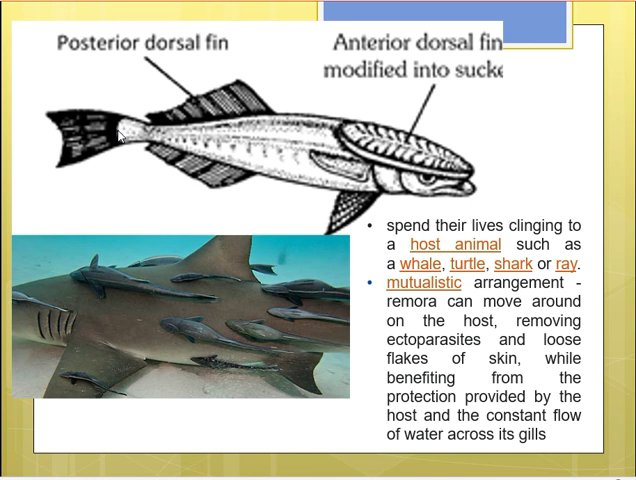 Posterior dorsal fin
Anterior dorsal fin
modified into sucke
• spend their lives clinging to
a host animal such as
a whale, turtle, shark or ray.
• mutualistic arrangement -
remora can move around
on the host, removing
ectoparasites and loose
flakes of skin, while
benefiting from the
protection provided by the
host and the constant flow
of water across its gills